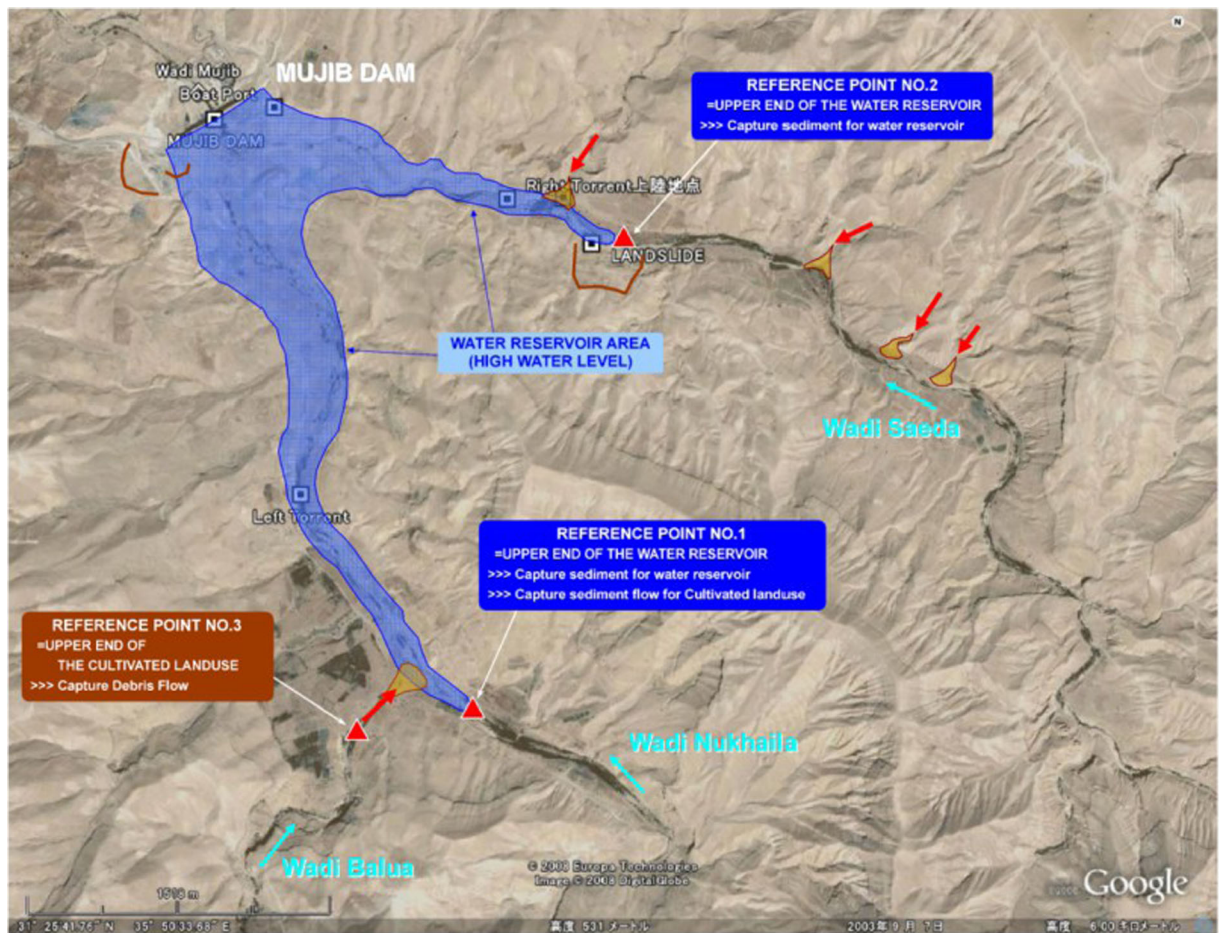 MUJIB DAM
Wadi Mujib
Boat Port
MUJIB DAM
N
REFERENCE POINT NO.2
=UPPER END OF THE WATER RESERVOIR
>>> Capture sediment for water reservoir
Right Torrent上陸地点
LANDSLIDE
WATER RESERVOIR AREA
(HIGH WATER LEVEL)
Wadi Saeda
Left Torrent
REFERENCE POINT NO.1
=UPPER END OF THE WATER RESERVOIR
>>> Capture sediment for water reservoir
>>> Capture sediment flow for Cultivated landuse
REFERENCE POINT NO.3
=UPPER END OF
THE CULTIVATED LANDUSE
>>> Capture Debris Flow
Wadi Nukhaila
Wadi Balua
© 2008 Europa Technologies
Image © 2008 DigitalGlobe
Google
1518 m
31° 25'41.76" N 35° 50'33.68" E
高度 531 メートル
2003年 9月 7日
高度 6.00 キロメートル